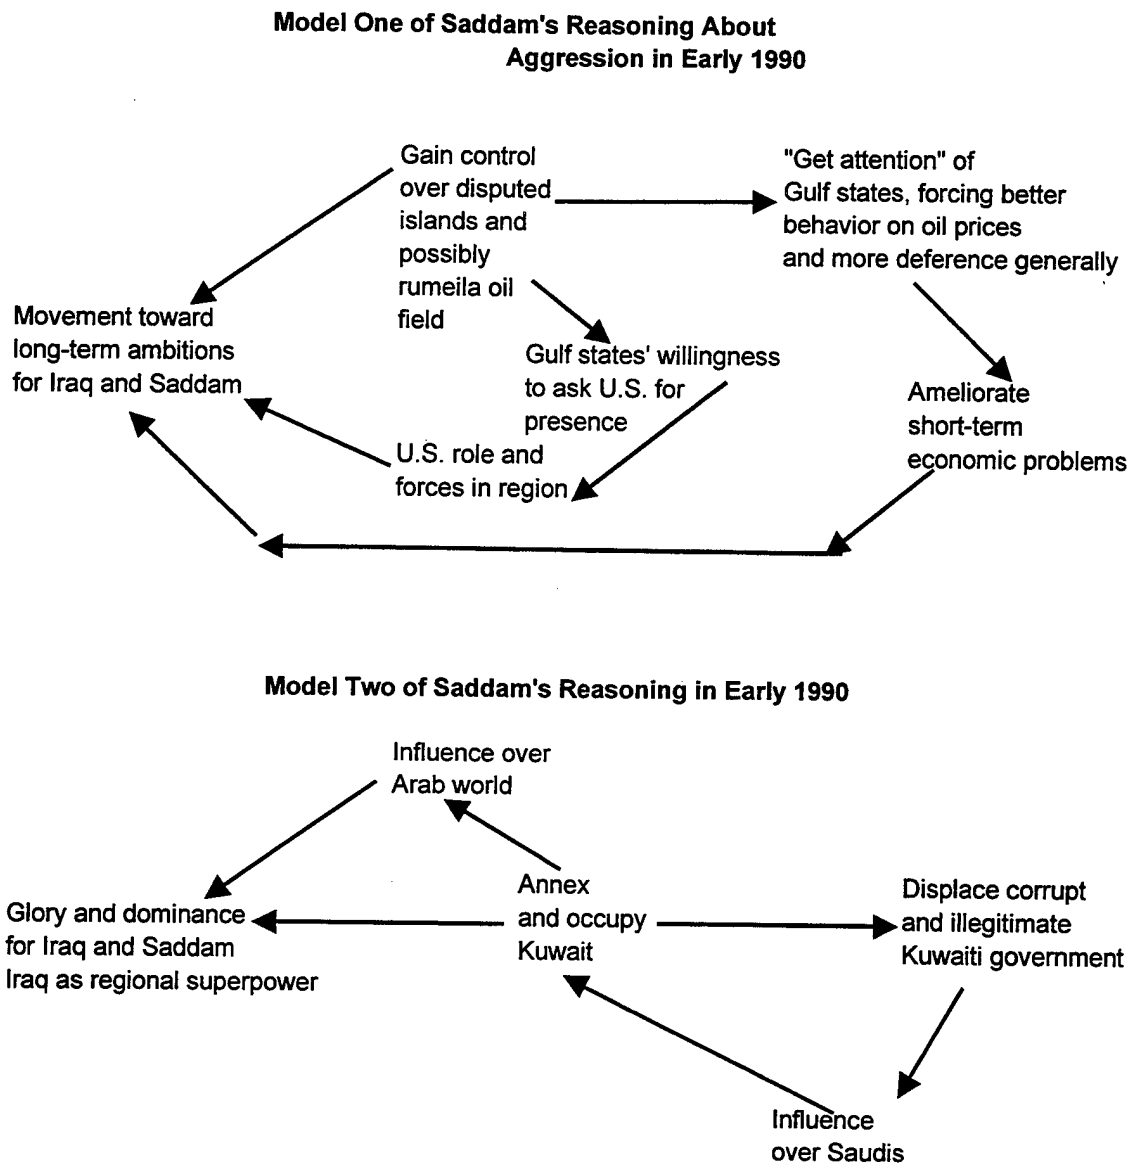 Model One of Saddam's Reasoning About
Aggression in Early 1990
Gain control
over disputed
islands and
possibly
rumeila oil
field
"Get attention" of
Gulf states, forcing better
behavior on oil prices
and more deference generally
Movement toward
long-term ambitions
for Iraq and Saddam
Gulf states' willingness
to ask U.S. for
presence
Ameliorate
short-term
economic problems
U.S. role and
forces in region
Model Two of Saddam's Reasoning in Early 1990
Influence over
Arab world
Annex
and occupy
Kuwait
Displace corrupt
and illegitimate
Kuwaiti government
Glory and dominance
for Iraq and Saddam
Iraq as regional superpower
Influence
over Saudis